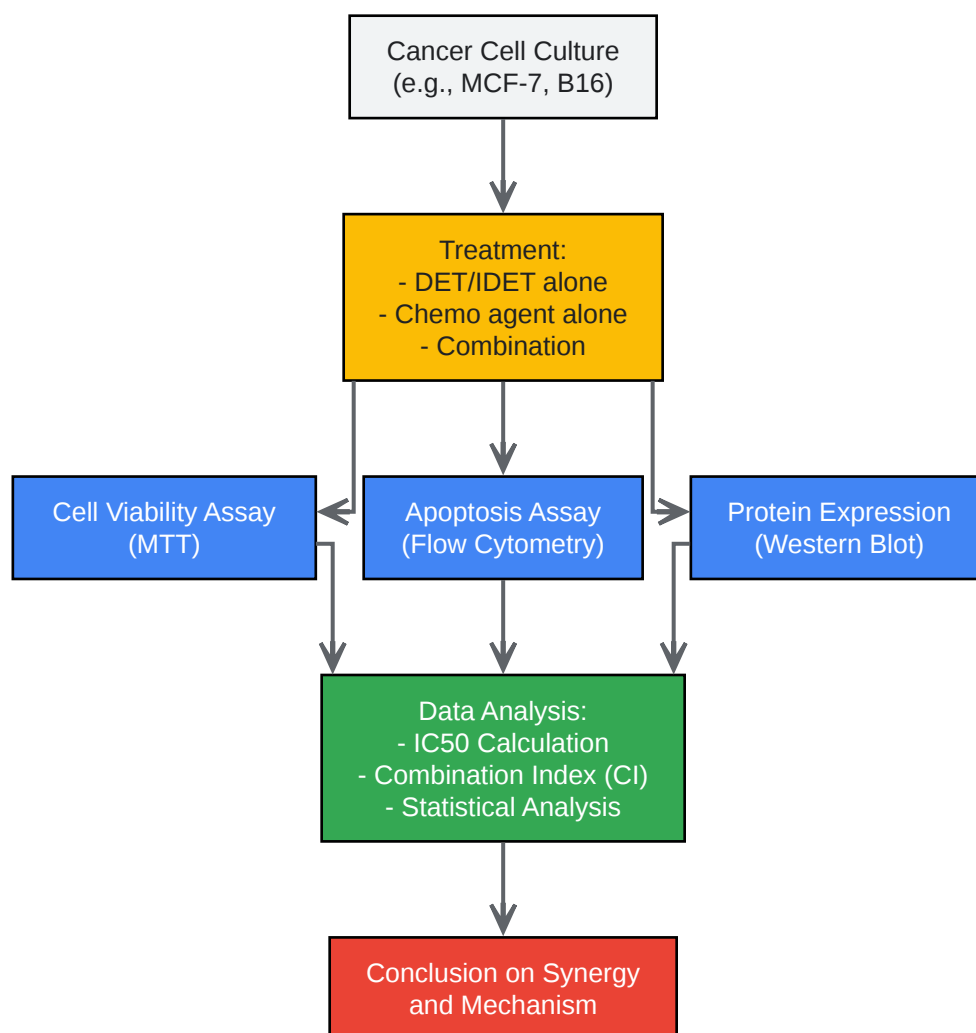 Cancer Cell Culture
(e.g., MCF-7, B16)
Treatment:
- DET/IDET alone
- Chemo agent alone
- Combination
Cell Viability Assay
(MTT)
Apoptosis Assay
(Flow Cytometry)
Protein Expression
(Western Blot)
Data Analysis:
- IC50 Calculation
- Combination Index (CI)
- Statistical Analysis
Conclusion on Synergy
and Mechanism